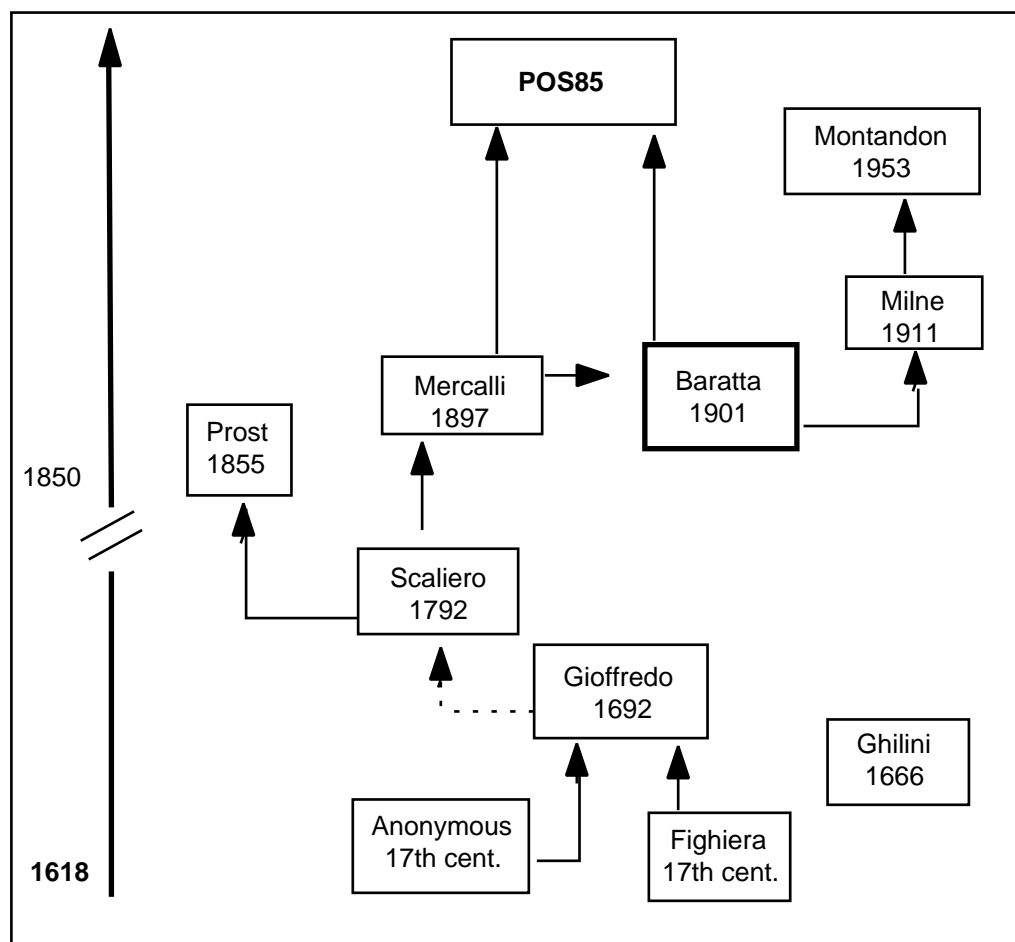 POS85
Montandon
1953
Milne
1911
Mercalli
1897
Baratta
1901
Prost
1855
1850
Scaliero
1792
Gioffredo
1692
Ghilini
1666
Anonymous
17th cent.
Fighiera
17th cent.
1618